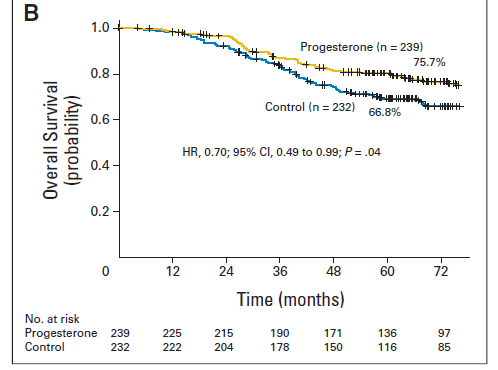 B
1.0
0.8
0.6
0.4
0.2
0
Overall Survival
(probability)
Progesterone (n = 239)
75.7%
Control (n = 232)
66.8%
HR, 0.70; 95% CI, 0.49 to 0.99; P = .04
12 24 36 48 60 72
Time (months)
No. at risk
Progesterone 239 225 215 190 171 136 97
Control 232 222 204 178 150 116 85